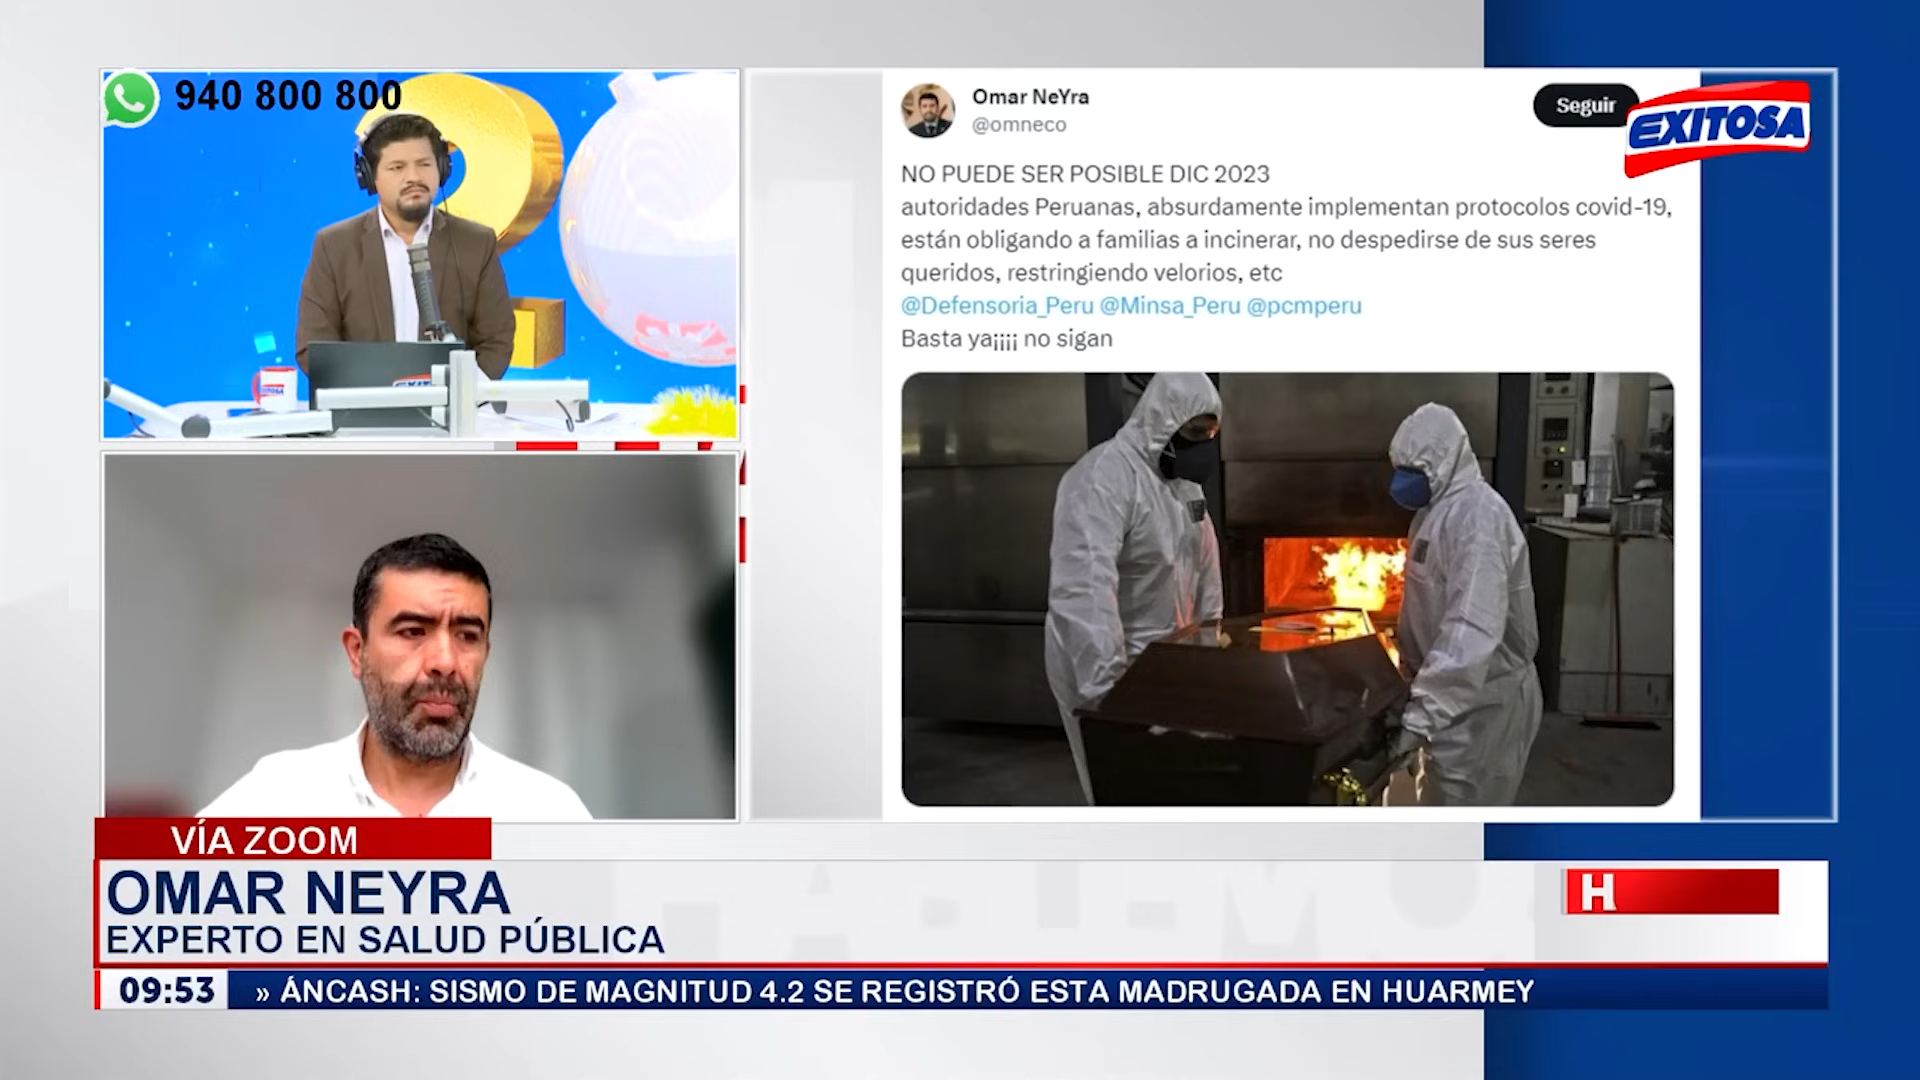 940 800 800
Omar NeYra
@omneco
Seguir
EXITOSA
NO PUEDE SER POSIBLE DIC 2023
autoridades Peruanas, absurdamente implementan protocolos covid-19,
están obligando a familias a incinerar, no despedirse de sus seres
queridos, restringiendo velorios, etc
@Defensoria_Peru @Minsa_Peru @pcmperu
Basta ya¡¡¡¡ no sigan
VÍA ZOOM
OMAR NEYRA
EXPERTO EN SALUD PÚBLICA
H
09:53
» ÁNCASH: SISMO DE MAGNITUD 4.2 SE REGISTRÓ ESTA MADRUGADA EN HUARMEY